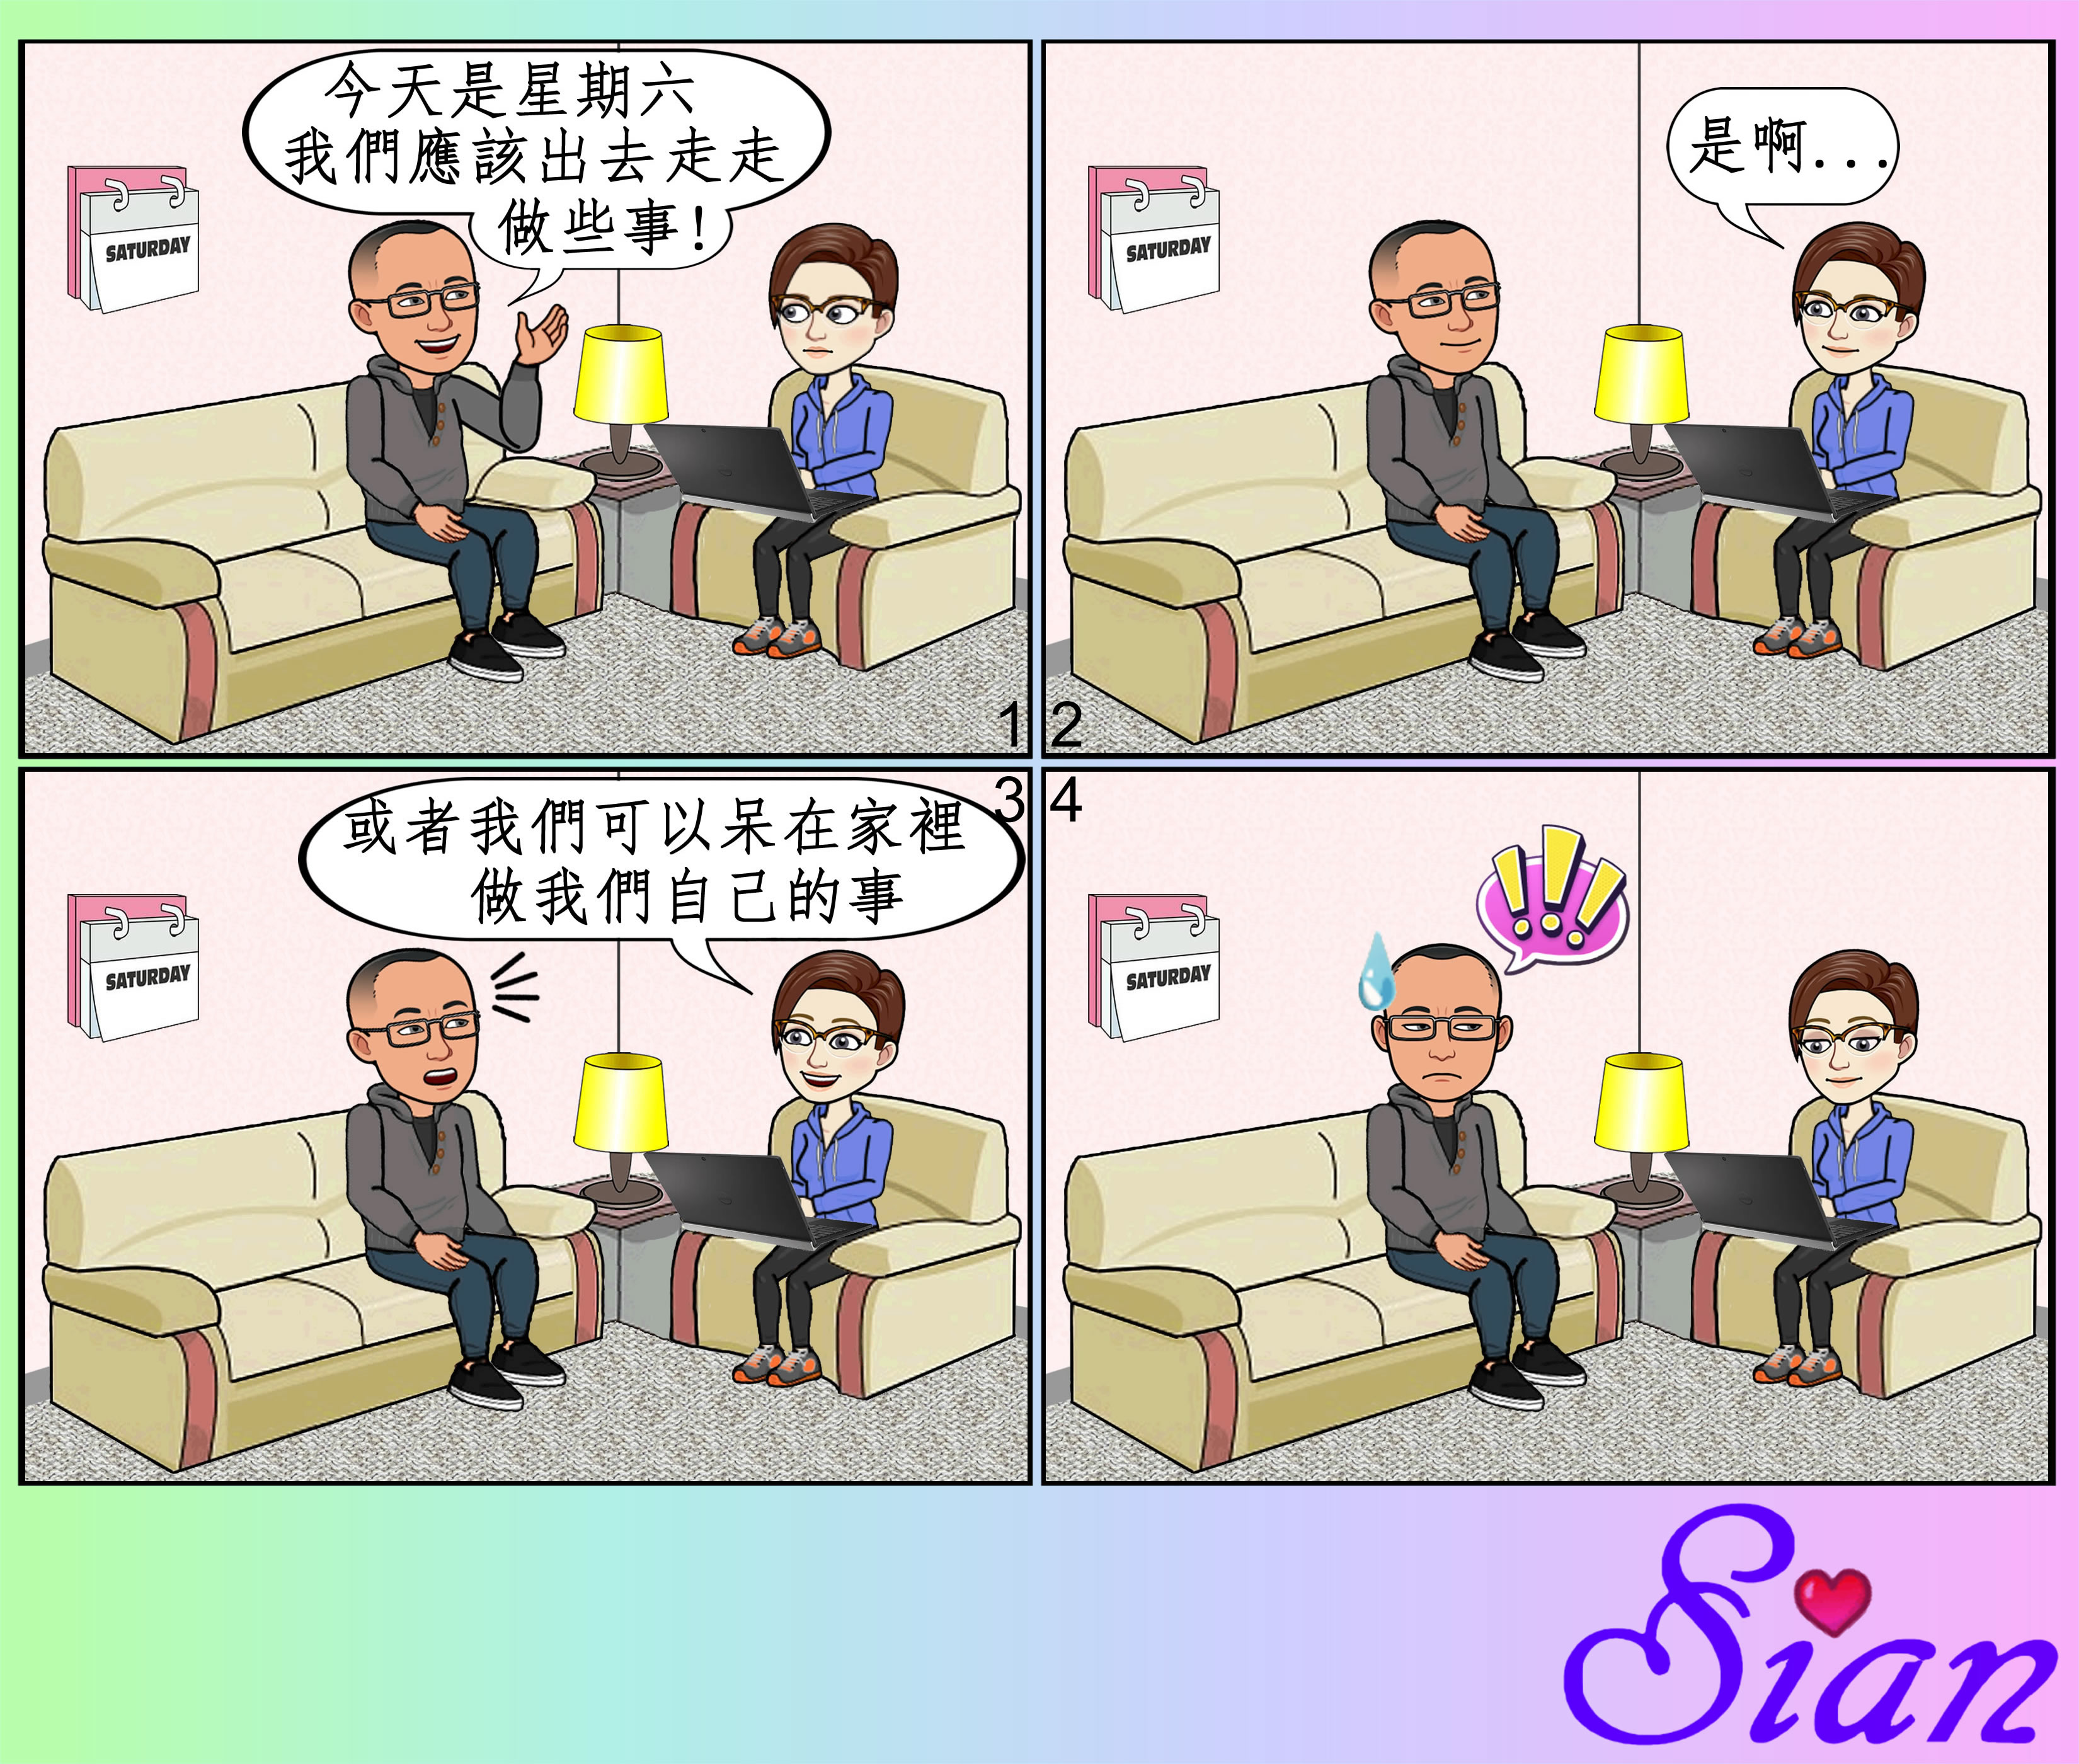 今天是星期六
我們應該出去走走
做些事!
SATURDAY
1
是啊...
SATURDAY
2
或者我們可以呆在家裡
做我們自己的事
SATURDAY
3
4
!!!
SATURDAY
Sian